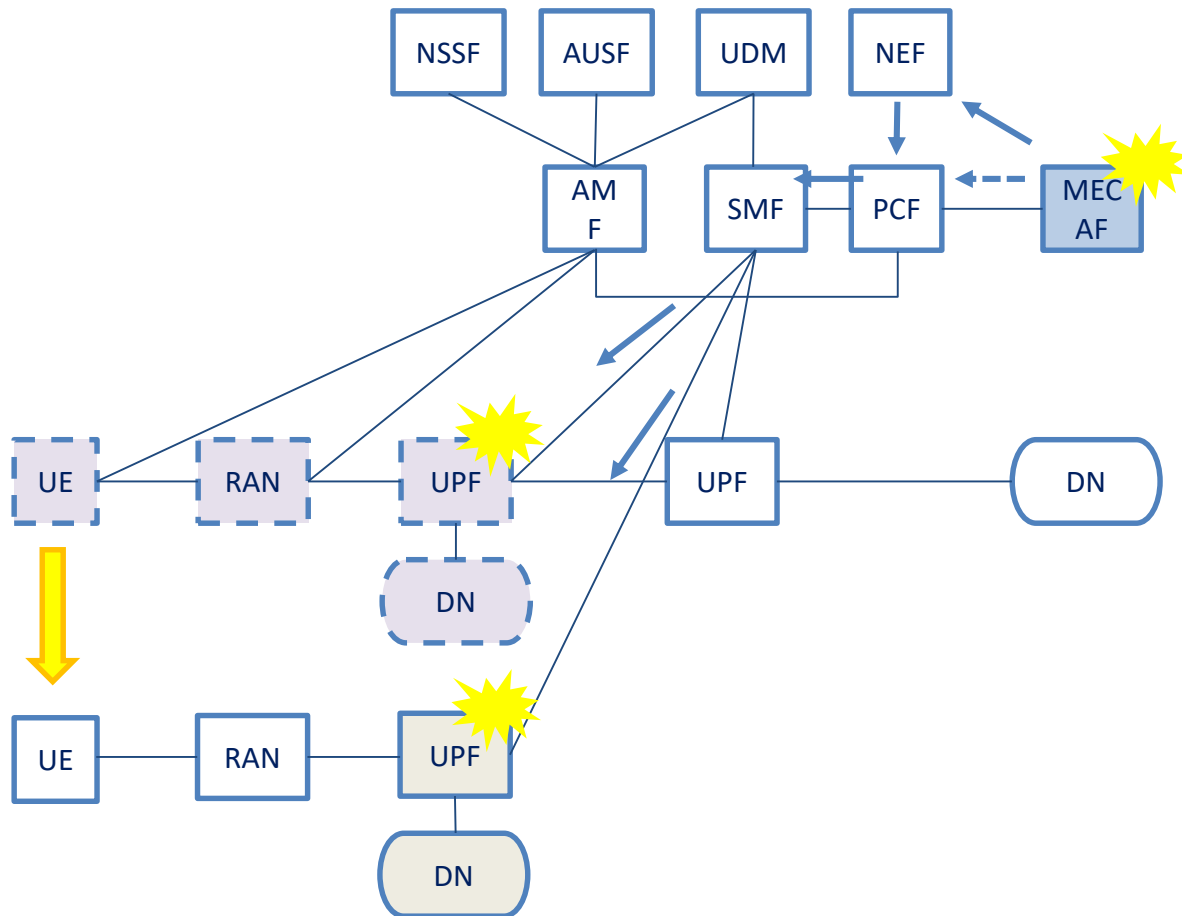 NSSF
AUSF
UDM
NEF
AM
F
SMF
PCF
MEC
AF
UE
RAN
UPF
UPF
DN
DN
UE
RAN
UPF
DN